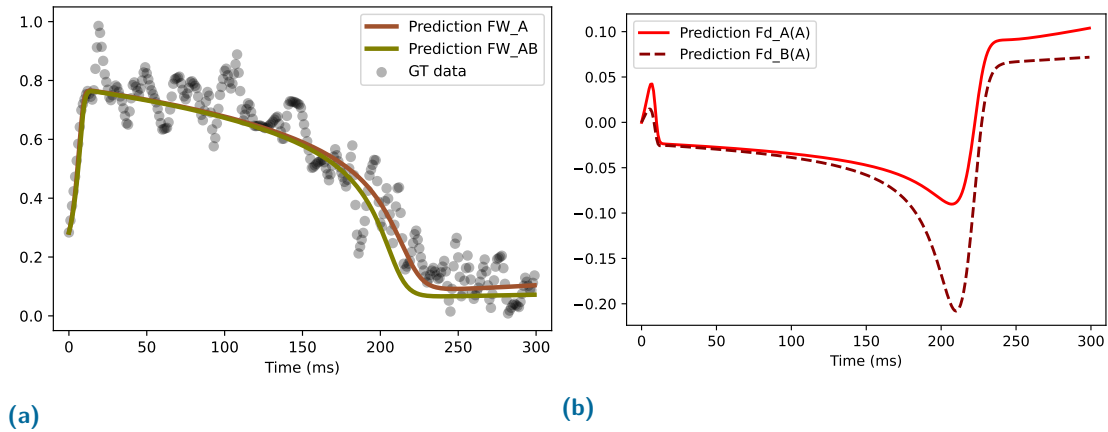 1.0
0.8
0.6
0.4
0.2
0.0
Prediction FW_A
Prediction FW_AB
GT data
0 50 100 150 200 250 300
Time (ms)
(a)
0.10
0.05
0.00
−0.05
−0.10
−0.15
−0.20
Prediction Fd_A(A)
Prediction Fd_B(A)
0 50 100 150 200 250 300
Time (ms)
(b)